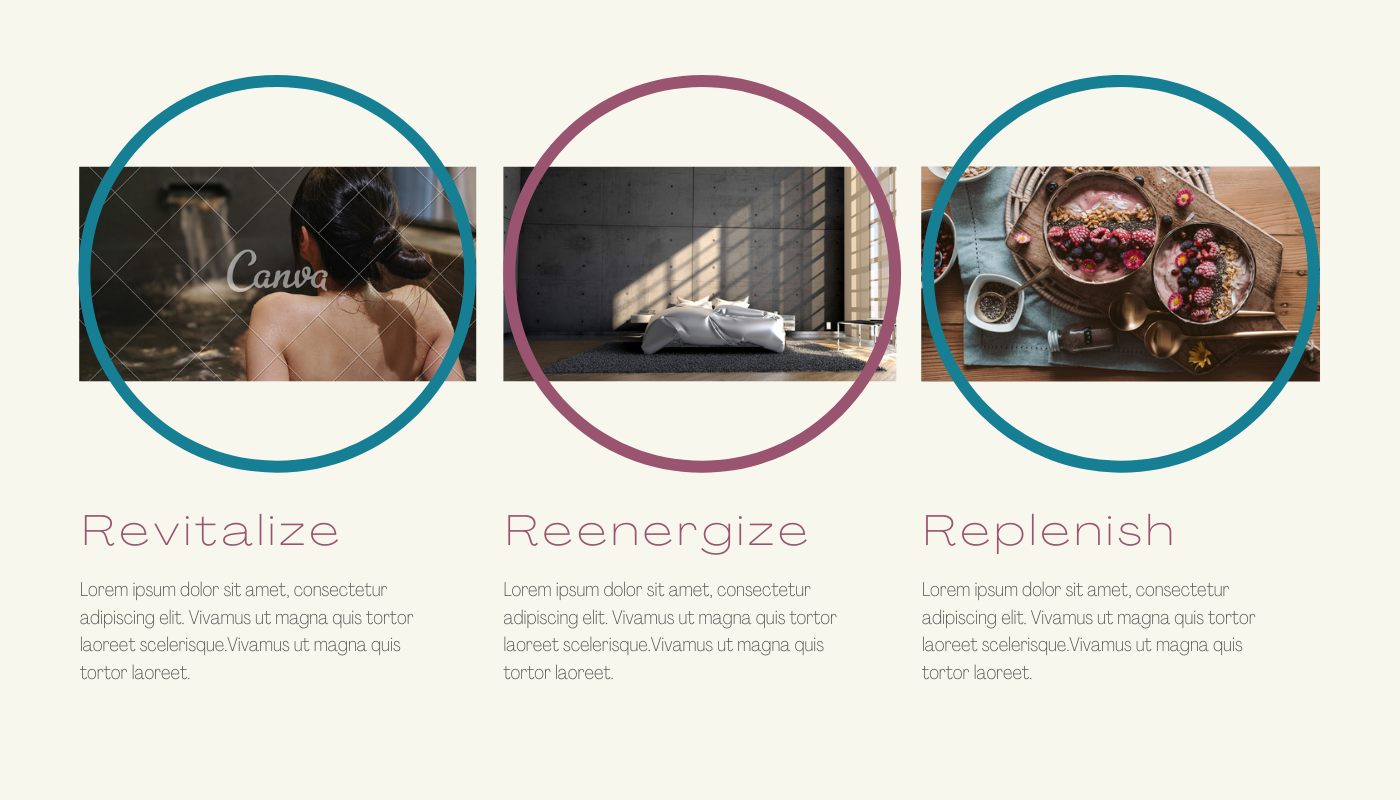 Canva
Revitalize
Lorem ipsum dolor sit amet, consectetur
adipiscing elit. Vivamus ut magna quis tortor
laoreet scelerisque.Vivamus ut magna quis
tortor laoreet.
Reenergize
Lorem ipsum dolor sit amet, consectetur
adipiscing elit. Vivamus ut magna quis tortor
laoreet scelerisque.Vivamus ut magna quis
tortor laoreet.
Replenish
Lorem ipsum dolor sit amet, consectetur
adipiscing elit. Vivamus ut magna quis tortor
laoreet scelerisque.Vivamus ut magna quis
tortor laoreet.